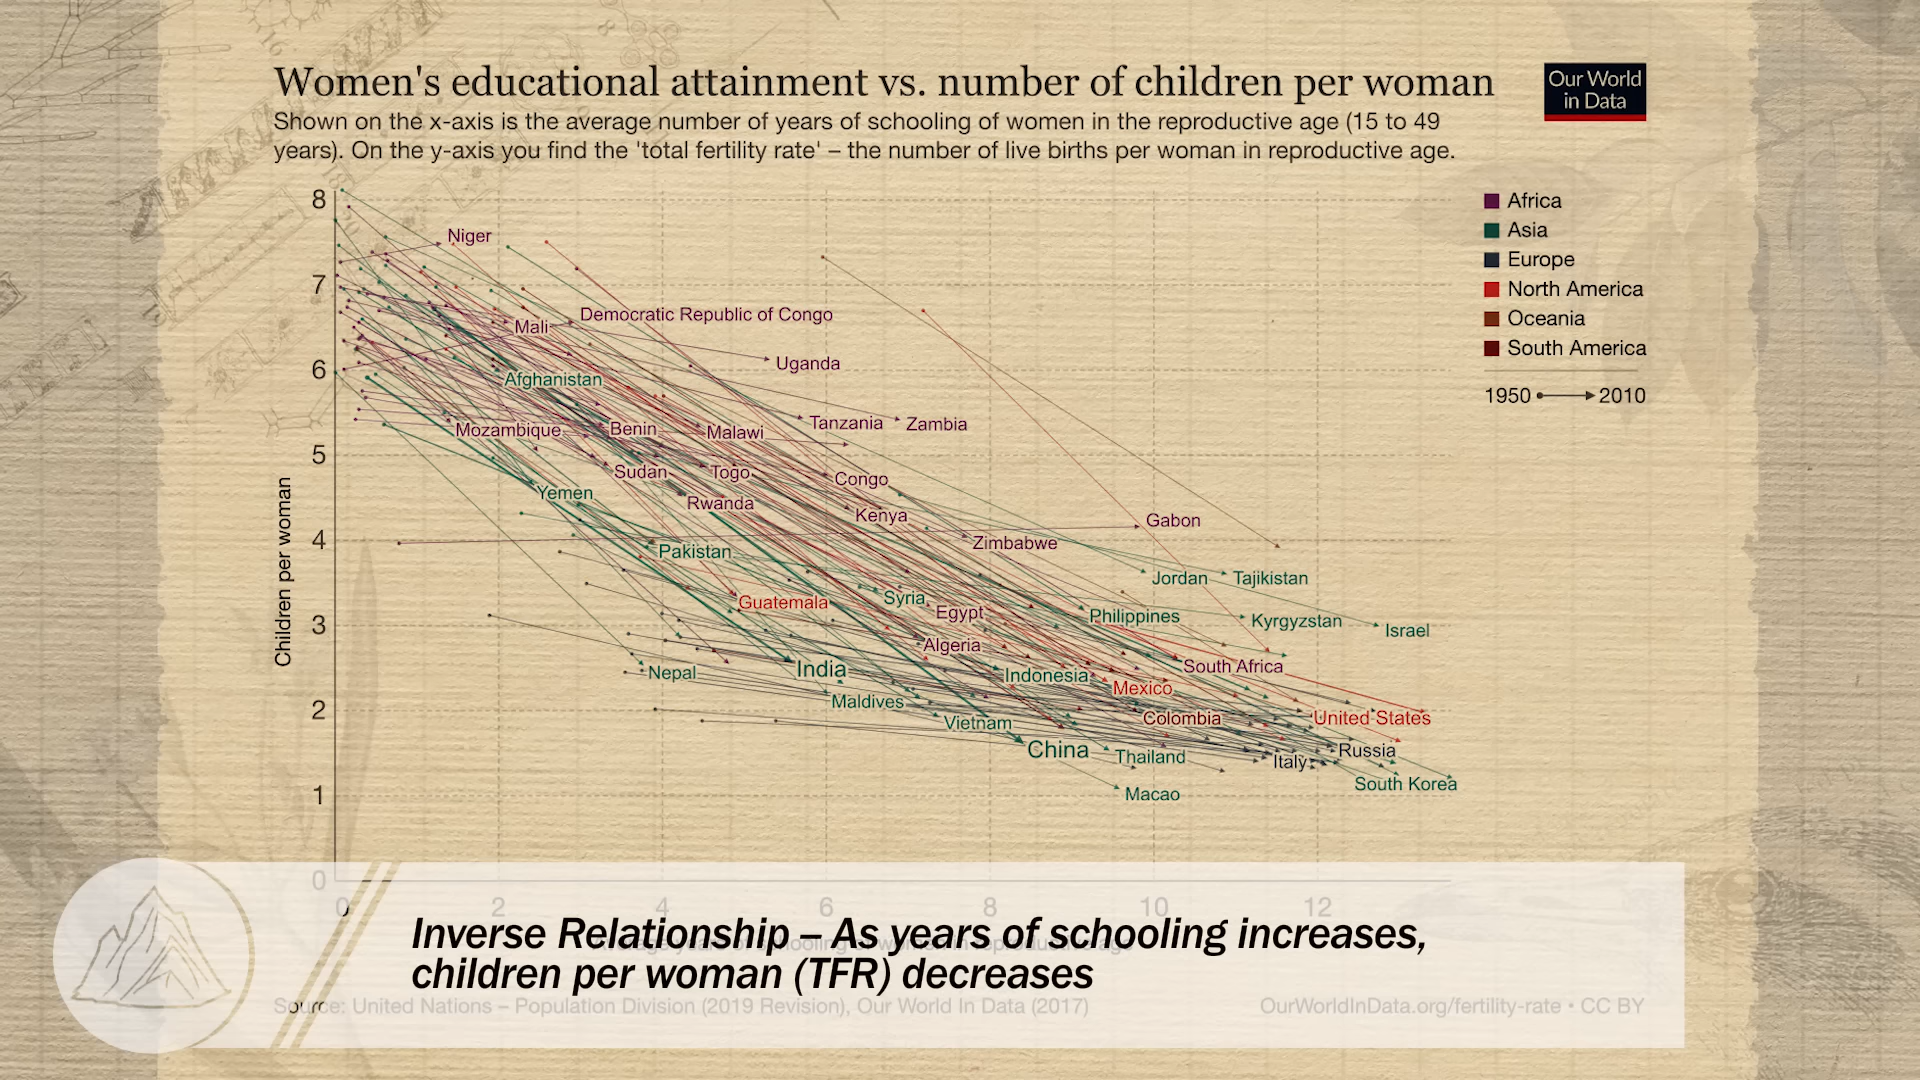 Women's educational attainment vs. number of children per woman
Our World
in Data
Shown on the x-axis is the average number of years of schooling of women in the reproductive age (15 to 49
years). On the y-axis you find the 'total fertility rate' – the number of live births per woman in reproductive age.
8
7
6
5
4
3
2
1
0
Children per woman
Africa
Asia
Europe
North America
Oceania
South America
1950
2010
Niger
Democratic Republic of Congo
Mali
Uganda
Afghanistan
Tanzania
Zambia
Mozambique
Benin
Malawi
Sudan
Togo
Congo
Yemen
Rwanda
Kenya
Gabon
Zimbabwe
Pakistan
Jordan
Tajikistan
Guatemala
Syria
Egypt
Philippines
Kyrgyzstan
Israel
Algeria
India
Nepal
Indonesia
South Africa
Mexico
Maldives
Vietnam
Colombia
United States
China
Thailand
Italy
Russia
South Korea
Macao
0 2 4 6 8 10 12
Inverse Relationship – As years of schooling increases,
children per woman (TFR) decreases
Source: United Nations – Population Division (2019 Revision), Our World In Data (2017)
OurWorldInData.org/fertility-rate • CC BY